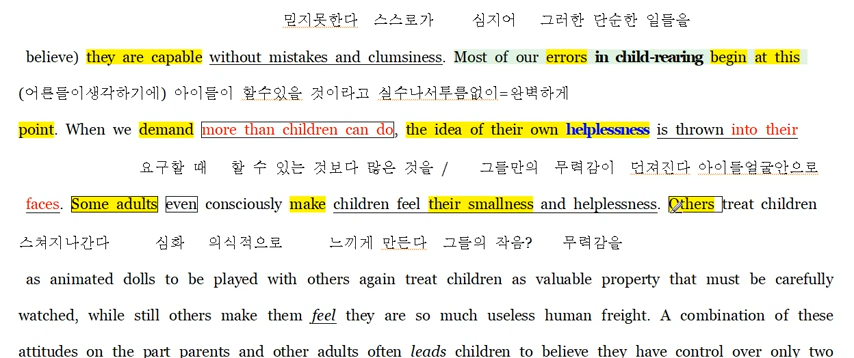 믿지못한다 스스로가 심지어 그러한 단순한 일들을
believe) they are capable without mistakes and clumsiness. Most of our errors in child-rearing begin at this
(어른들이생각하기에) 아이들이 할수있을 것이라고 실수나서투름없이=완벽하게
point. When we demand more than children can do, the idea of their own helplessness is thrown into their
요구할 때 할 수 있는 것보다 많은 것을 / 그들만의 무력감이 던져진다 아이들얼굴안으로
faces. Some adults even consciously make children feel their smallness and helplessness. Others treat children
스쳐지나간다 심화 의식적으로 느끼게 만든다 그들의 작음? 무력감을
as animated dolls to be played with others again treat children as valuable property that must be carefully
watched, while still others make them feel they are so much useless human freight. A combination of these
attitudes on the part parents and other adults often leads children to believe they have control over only two